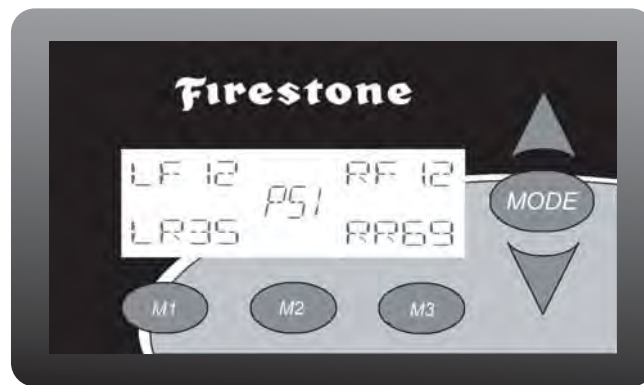 Firestone
LF 12 RF 12
PSI
LR35 RR69
MODE
M1 M2 M3